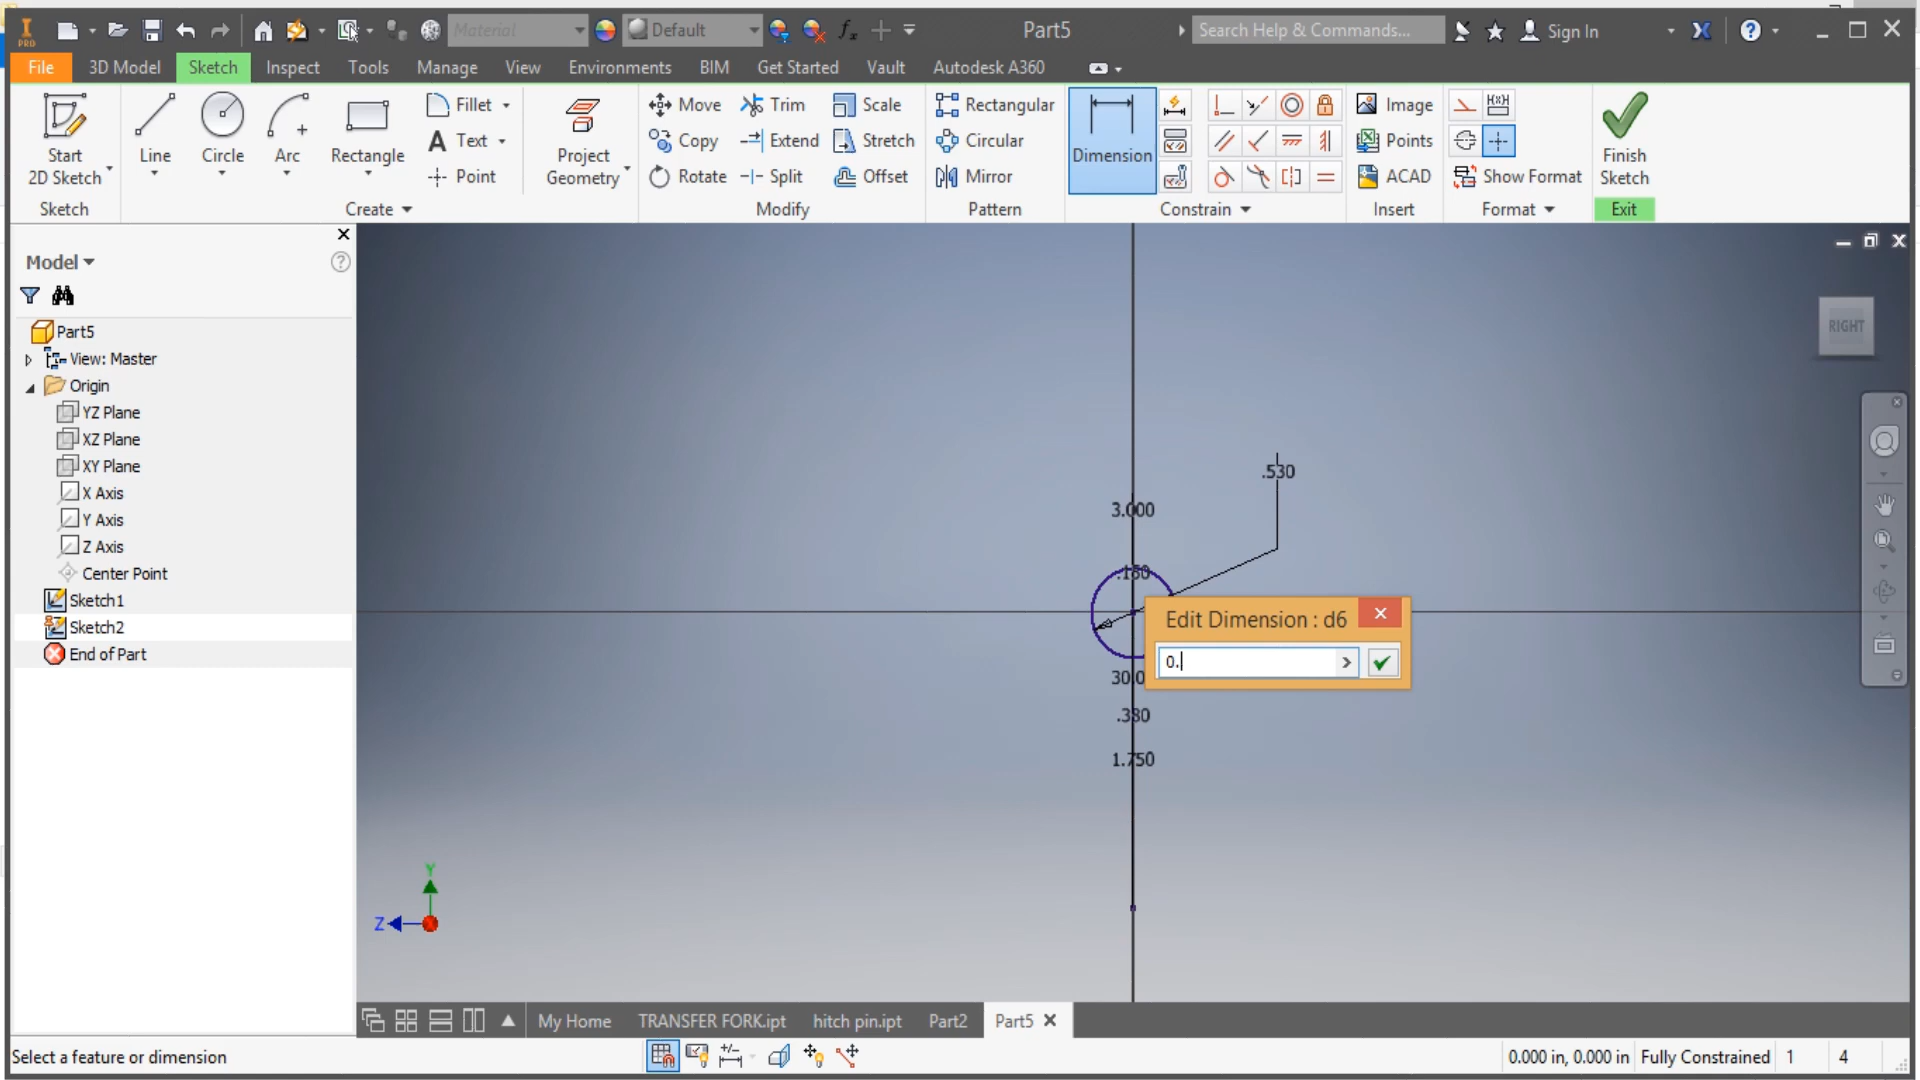 PRO
Material
Default
Part5
Search Help & Commands...
Sign In
File
3D Model
Sketch
Inspect
Tools
Manage
View
Environments
BIM
Get Started
Vault
Autodesk A360
Start
2D Sketch
Line
Circle
Arc
Rectangle
Fillet
Text
Point
Project
Geometry
Move
Copy
Rotate
Trim
Extend
Split
Scale
Stretch
Offset
Rectangular
Circular
Mirror
Dimension
Image
Points
ACAD
Show Format
Finish
Sketch
Sketch
Create
Modify
Pattern
Constrain
Insert
Format
Exit
Model
Part5
View: Master
Origin
YZ Plane
XZ Plane
XY Plane
X Axis
Y Axis
Z Axis
Center Point
Sketch1
Sketch2
End of Part
RIGHT
.530
3.000
Edit Dimension : d6
0.
.380
1.750
Y
Z
My Home
TRANSFER FORK.ipt
hitch pin.ipt
Part2
Part5
Select a feature or dimension
0.000 in, 0.000 in
Fully Constrained
1
4